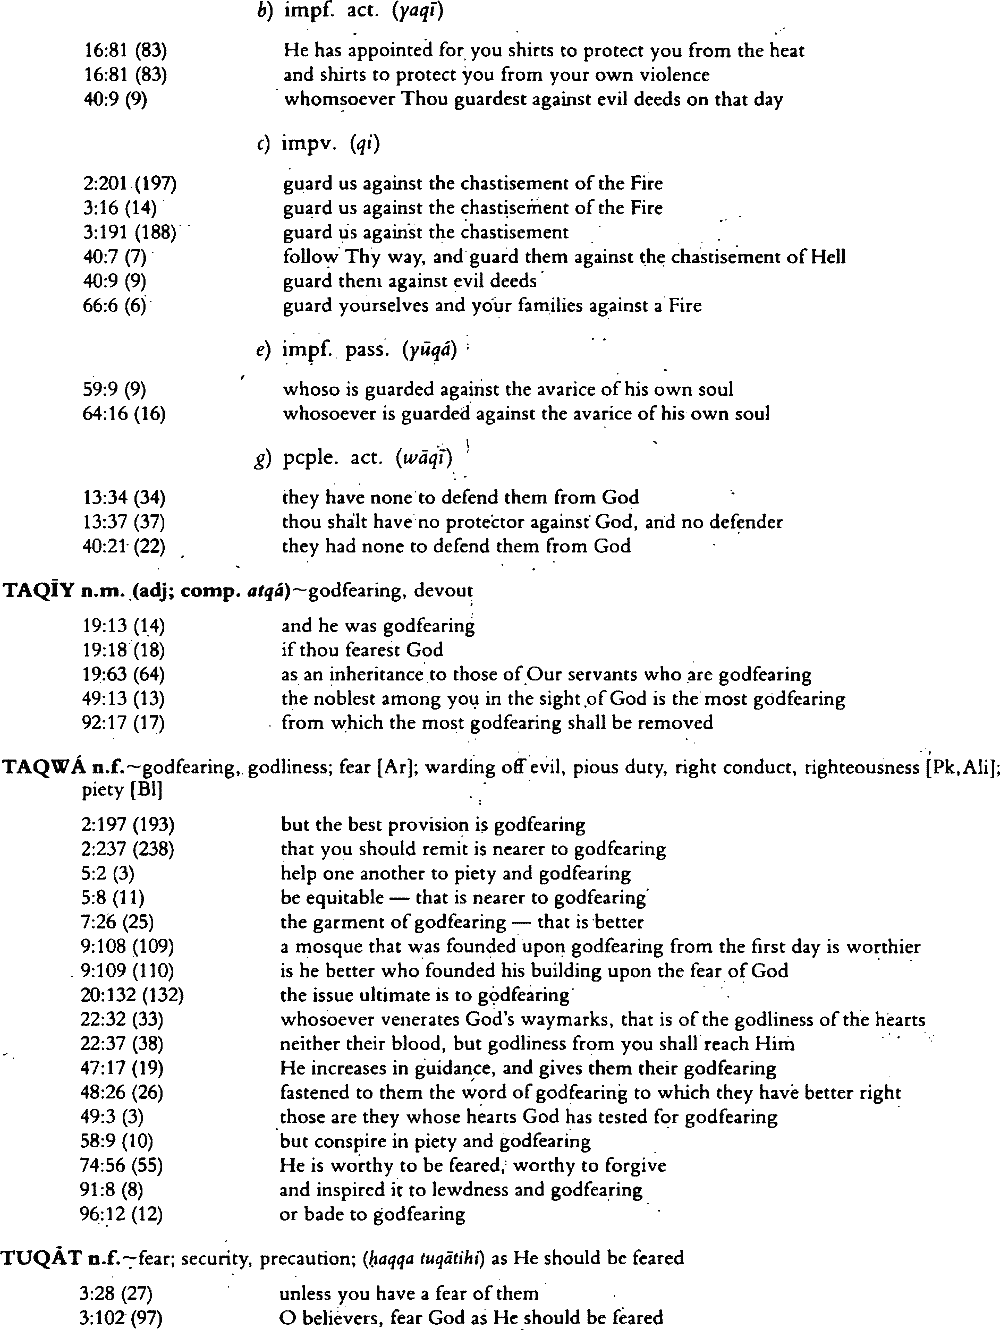 b) impf. act. (yaqī)
16:81 (83) He has appointed for you shirts to protect you from the heat
16:81 (83) and shirts to protect you from your own violence
40:9 (9) whomsoever Thou guardest against evil deeds on that day
c) impv. (qi)
2:201 (197) guard us against the chastisement of the Fire
3:16 (14) guard us against the chastisement of the Fire
3:191 (188) guard us against the chastisement
40:7 (7) follow Thy way, and guard them against the chastisement of Hell
40:9 (9) guard them against evil deeds
66:6 (6) guard yourselves and your families against a Fire
e) impf. pass. (yūqá)
59:9 (9) whoso is guarded against the avarice of his own soul
64:16 (16) whosoever is guarded against the avarice of his own soul
g) pcple. act. (wāqī)
13:34 (34) they have none to defend them from God
13:37 (37) thou shalt have no protector against God, and no defender
40:21 (22) they had none to defend them from God
TAQĪY n.m. (adj; comp. atqá)~godfearing, devout
19:13 (14) and he was godfearing
19:18 (18) if thou fearest God
19:63 (64) as an inheritance to those of Our servants who are godfearing
49:13 (13) the noblest among you in the sight of God is the most godfearing
92:17 (17) from which the most godfearing shall be removed
TAQWÁ n.f.~godfearing, godliness; fear [Ar]; warding off evil, pious duty, right conduct, righteousness [Pk,Ali];
piety [Bl]
2:197 (193) but the best provision is godfearing
2:237 (238) that you should remit is nearer to godfearing
5:2 (3) help one another to piety and godfearing
5:8 (11) be equitable — that is nearer to godfearing
7:26 (25) the garment of godfearing — that is better
9:108 (109) a mosque that was founded upon godfearing from the first day is worthier
9:109 (110) is he better who founded his building upon the fear of God
20:132 (132) the issue ultimate is to godfearing
22:32 (33) whosoever venerates God's waymarks, that is of the godliness of the hearts
22:37 (38) neither their blood, but godliness from you shall reach Him
47:17 (19) He increases in guidance, and gives them their godfearing
48:26 (26) fastened to them the word of godfearing to which they have better right
49:3 (3) those are they whose hearts God has tested for godfearing
58:9 (10) but conspire in piety and godfearing
74:56 (55) He is worthy to be feared, worthy to forgive
91:8 (8) and inspired it to lewdness and godfearing
96:12 (12) or bade to godfearing
TUQĀT n.f.~fear; security, precaution; (ḥaqqa tuqātihi) as He should be feared
3:28 (27) unless you have a fear of them
3:102 (97) O believers, fear God as He should be feared